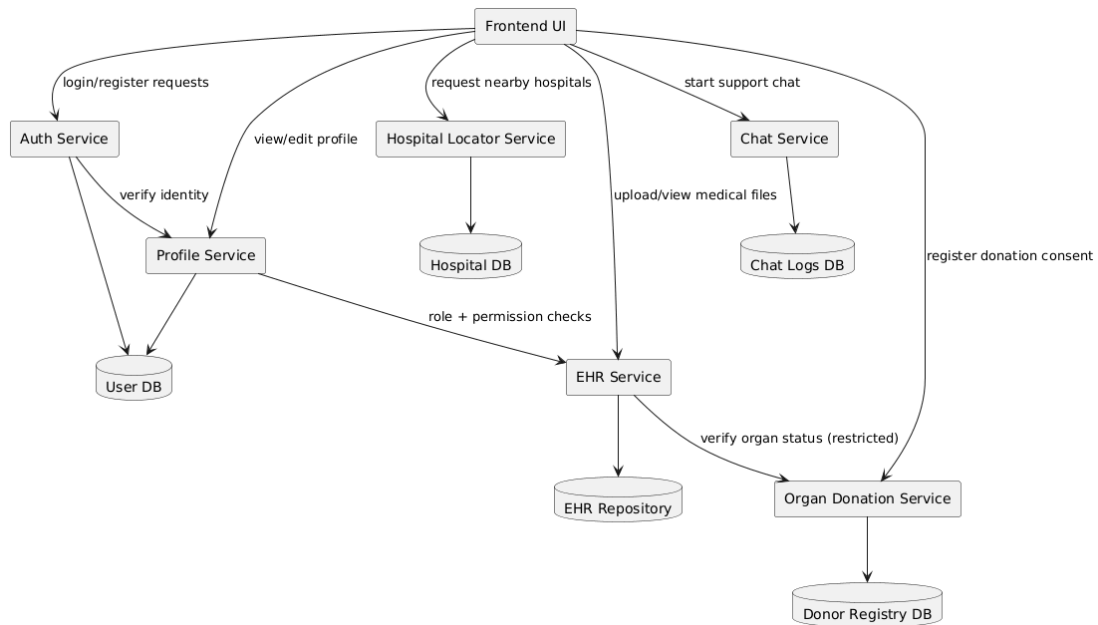 Frontend UI
login/register requests
request nearby hospitals
start support chat
Auth Service
view/edit profile
Hospital Locator Service
Chat Service
verify identity
upload/view medical files
Profile Service
Hospital DB
Chat Logs DB
register donation consent
role + permission checks
User DB
EHR Service
verify organ status (restricted)
EHR Repository
Organ Donation Service
Donor Registry DB